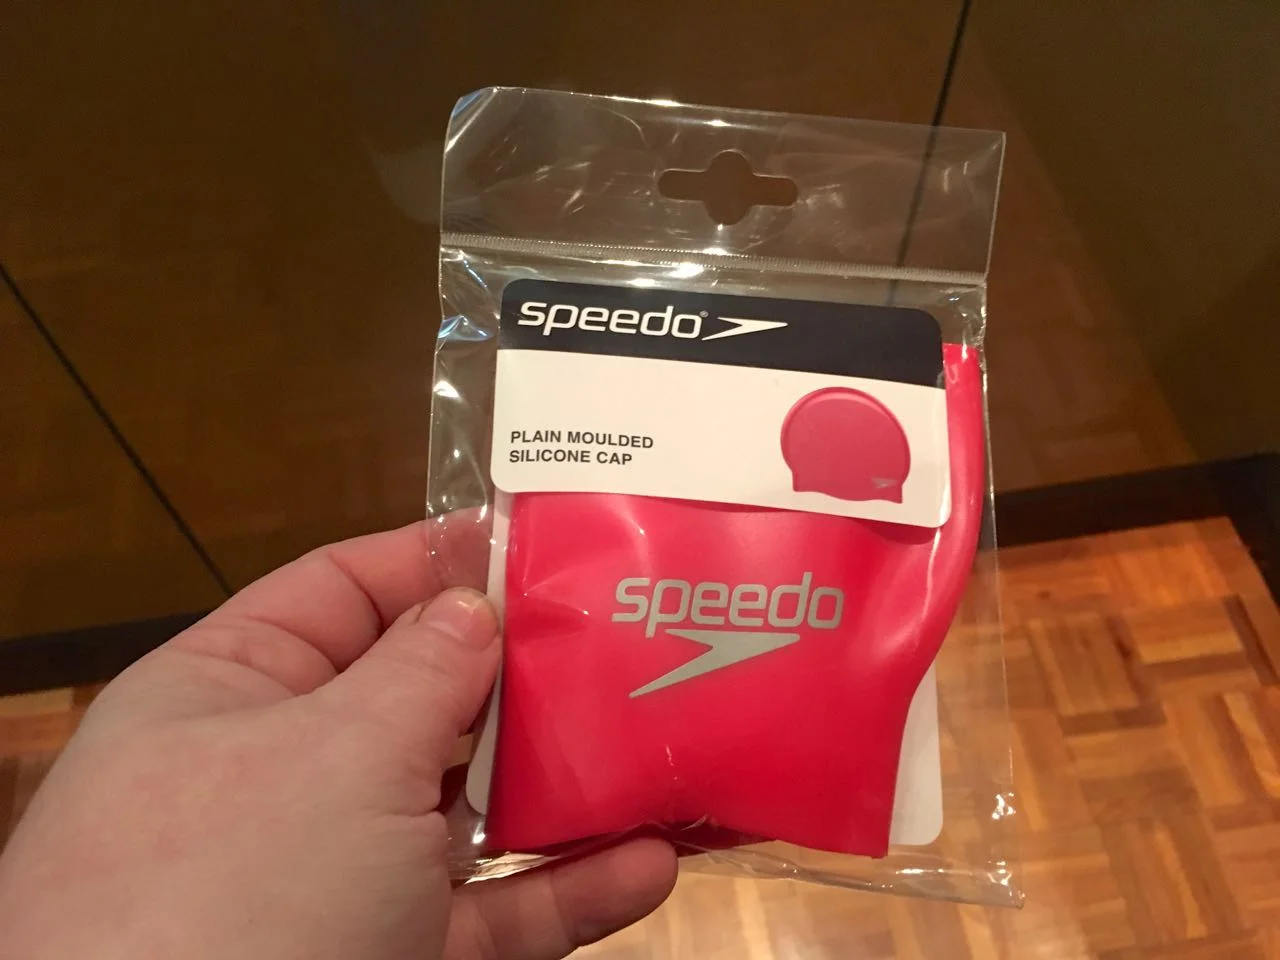 speedo®
PLAIN MOULDED
SILICONE CAP
speedo